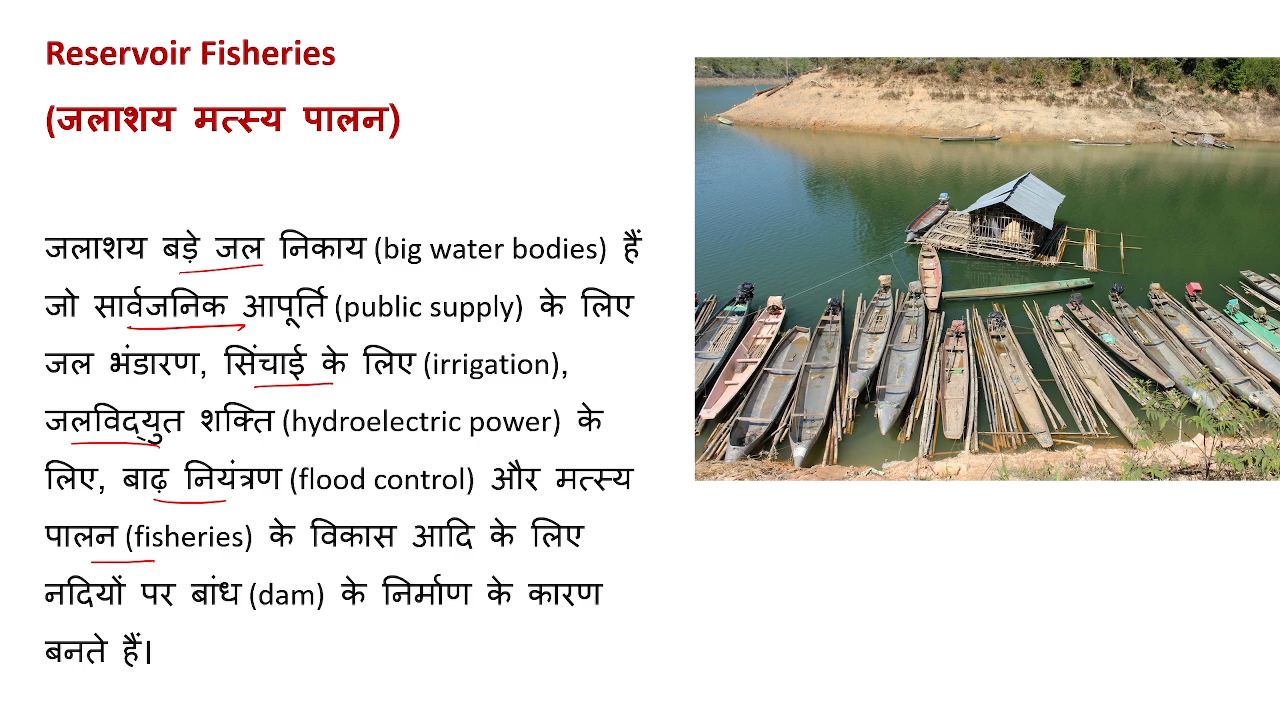 Reservoir Fisheries
(जलाशय मत्स्य पालन)
जलाशय बड़े जल निकाय (big water bodies) हैं
जो सार्वजनिक आपूर्ति (public supply) के लिए
जल भंडारण, सिंचाई के लिए (irrigation),
जलविद्युत शक्ति (hydroelectric power) के
लिए, बाढ़ नियंत्रण (flood control) और मत्स्य
पालन (fisheries) के विकास आदि के लिए
नदियों पर बांध (dam) के निर्माण के कारण
बनते हैं।